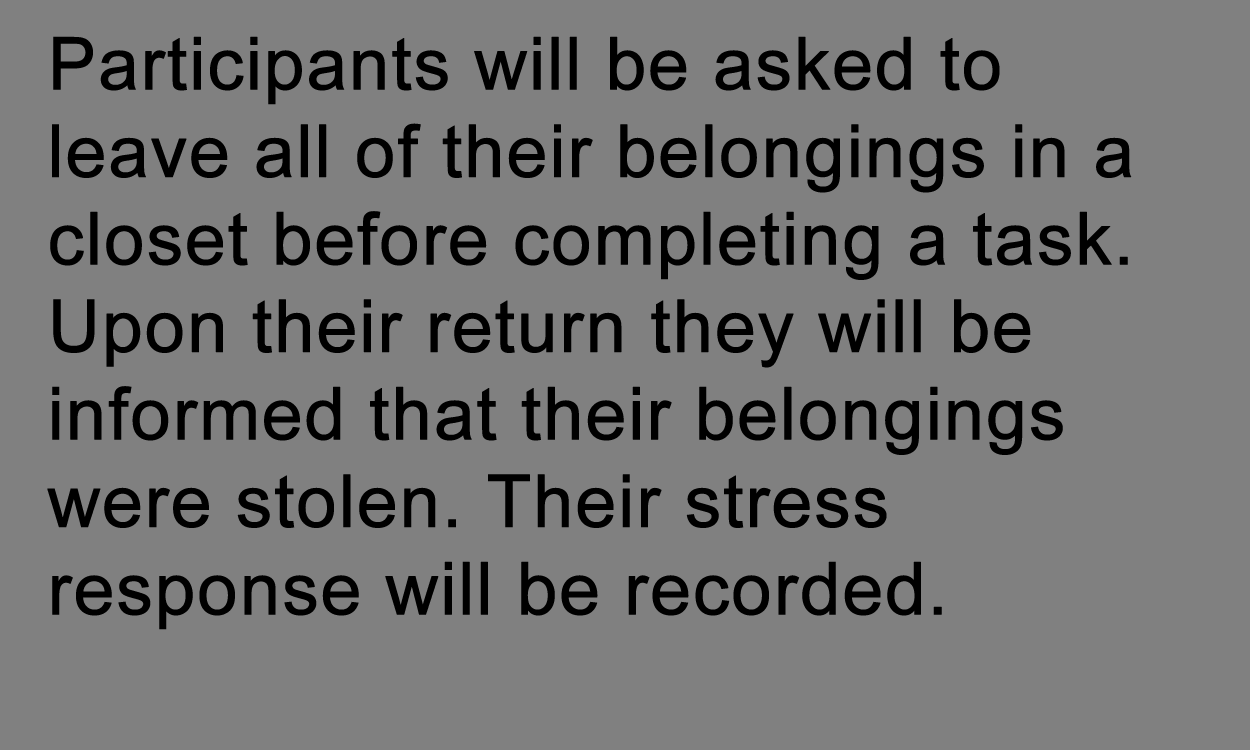 Participants will be asked to
leave all of their belongings in a
closet before completing a task.
Upon their return they will be
informed that their belongings
were stolen. Their stress
response will be recorded.